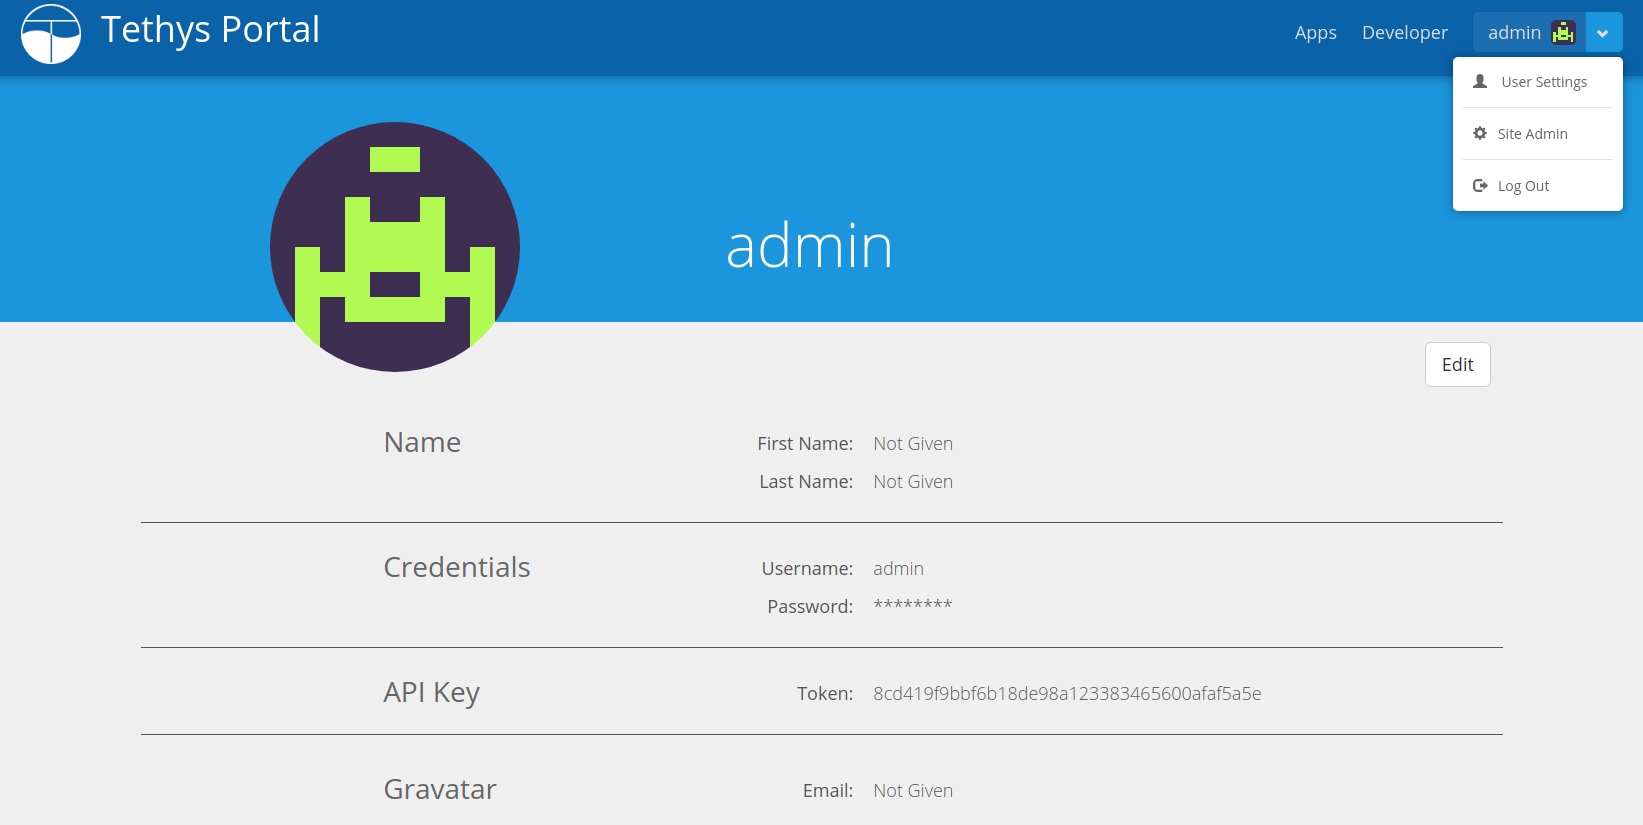 Tethys Portal
Apps Developer admin
User Settings
Site Admin
Log Out
admin
Edit
Name
First Name: Not Given
Last Name: Not Given
Credentials
Username: admin
Password: ********
API Key
Token: 8cd419f9bbf6b18de98a123383465600afaf5a5e
Gravatar
Email: Not Given